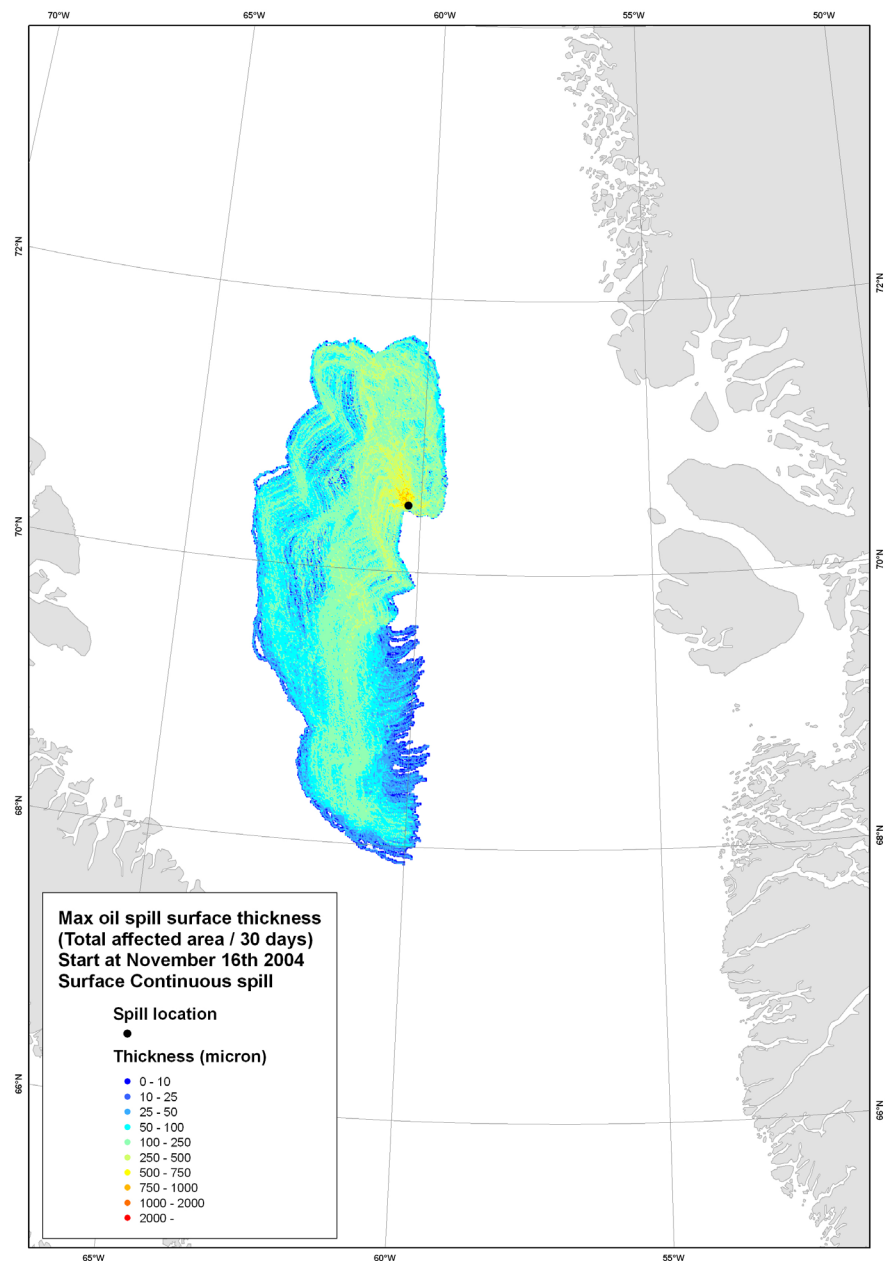 70°W 65°W 60°W 55°W 50°W
72°N 72°N
70°N 70°N
68°N 68°N
66°N 66°N
Max oil spill surface thickness
(Total affected area / 30 days)
Start at November 16th 2004
Surface Continuous spill
Spill location
Thickness (micron)
0 - 10
10 - 25
25 - 50
50 - 100
100 - 250
250 - 500
500 - 750
750 - 1000
1000 - 2000
2000 -
65°W 60°W 55°W